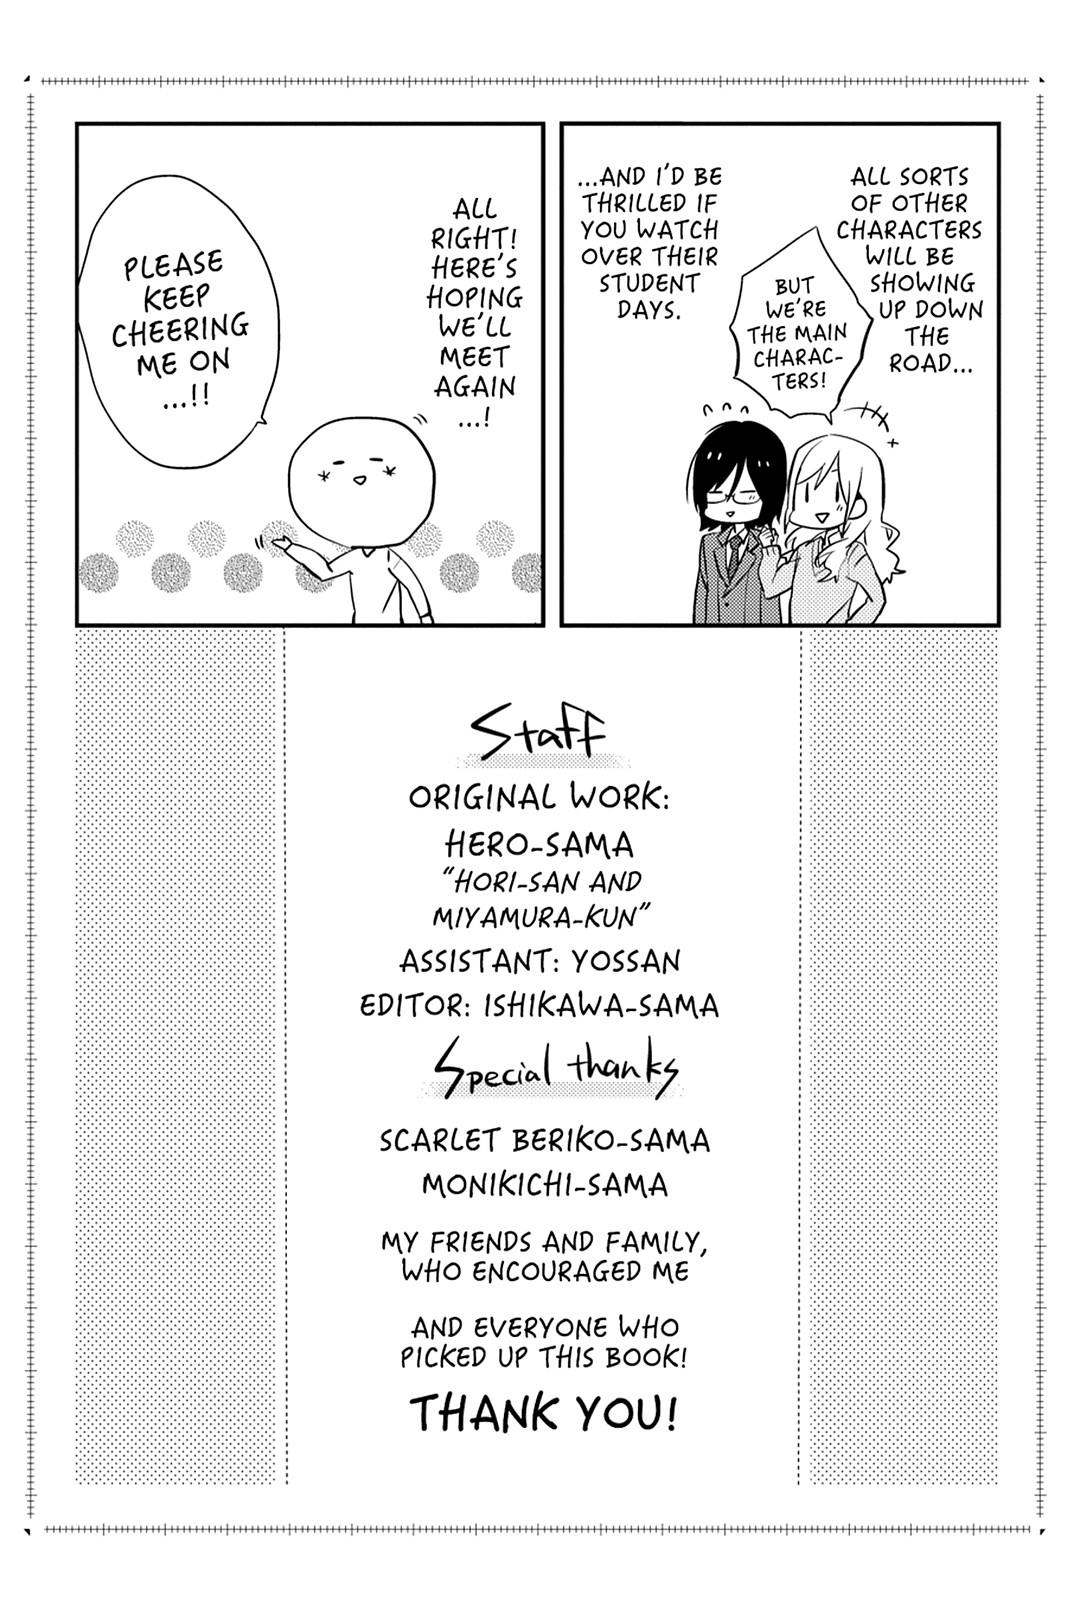 ALL SORTS
OF OTHER
CHARACTERS
WILL BE
SHOWING
UP DOWN
THE
ROAD...
BUT
WE'RE
THE MAIN
CHARAC-
TERS!
...AND I'D BE
THRILLED IF
YOU WATCH
OVER THEIR
STUDENT
DAYS.
ALL
RIGHT!
HERE'S
HOPING
WE'LL
MEET
AGAIN
...!
PLEASE
KEEP
CHEERING
ME ON
...!!
Staff
ORIGINAL WORK:
HERO-SAMA
"HORI-SAN AND
MIYAMURA-KUN"
ASSISTANT: YOSSAN
EDITOR: ISHIKAWA-SAMA
Special thanks
SCARLET BERIKO-SAMA
MONIKICHI-SAMA
MY FRIENDS AND FAMILY,
WHO ENCOURAGED ME
AND EVERYONE WHO
PICKED UP THIS BOOK!
THANK YOU!